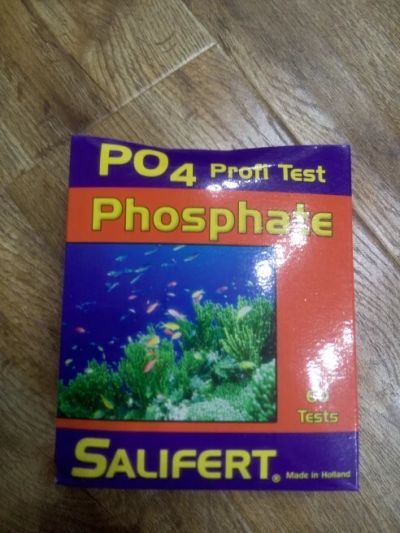 PO4 Profi Test
Phosphate
60
Tests
SALIFERT®
Made in Holland